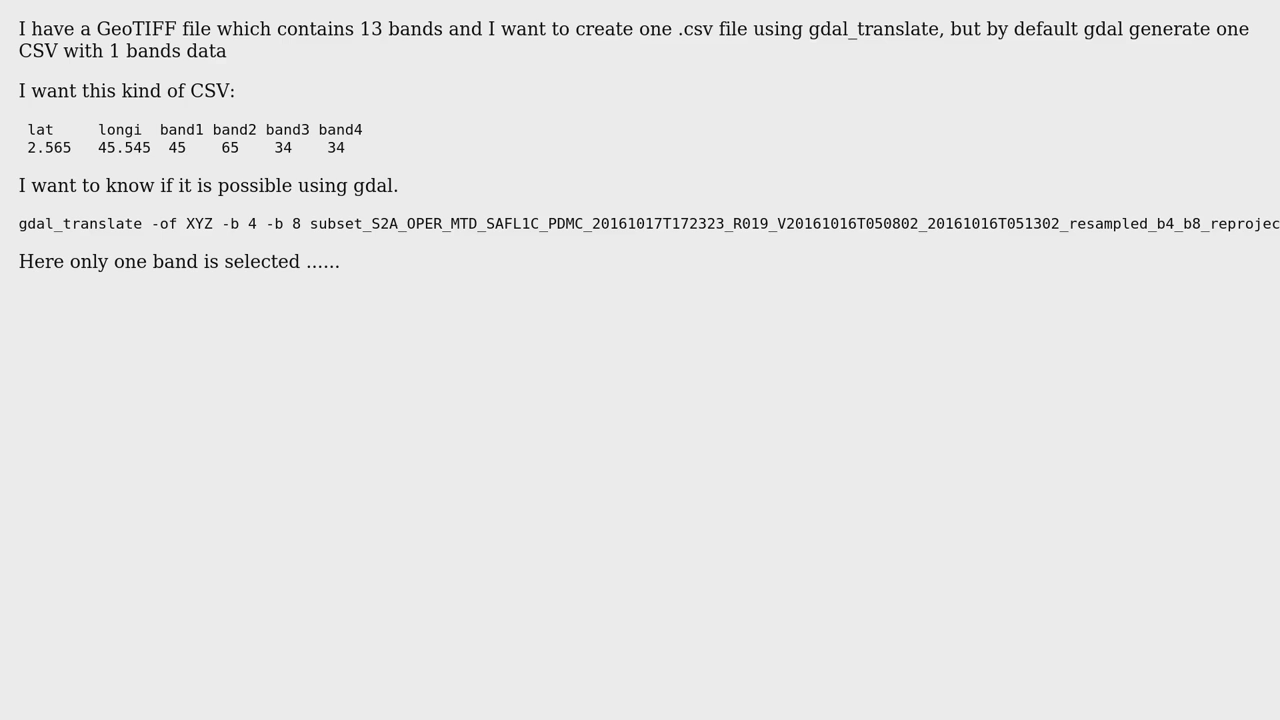 I have a GeoTIFF file which contains 13 bands and I want to create one .csv file using gdal_translate, but by default gdal generate one
CSV with 1 bands data
I want this kind of CSV:
lat longi band1 band2 band3 band4
2.565 45.545 45 65 34 34
I want to know if it is possible using gdal.
gdal_translate -of XYZ -b 4 -b 8 subset_S2A_OPER_MTD_SAFL1C_PDMC_20161017T172323_R019_V20161016T050802_20161016T051302_resampled_b4_b8_reprojec
Here only one band is selected ......